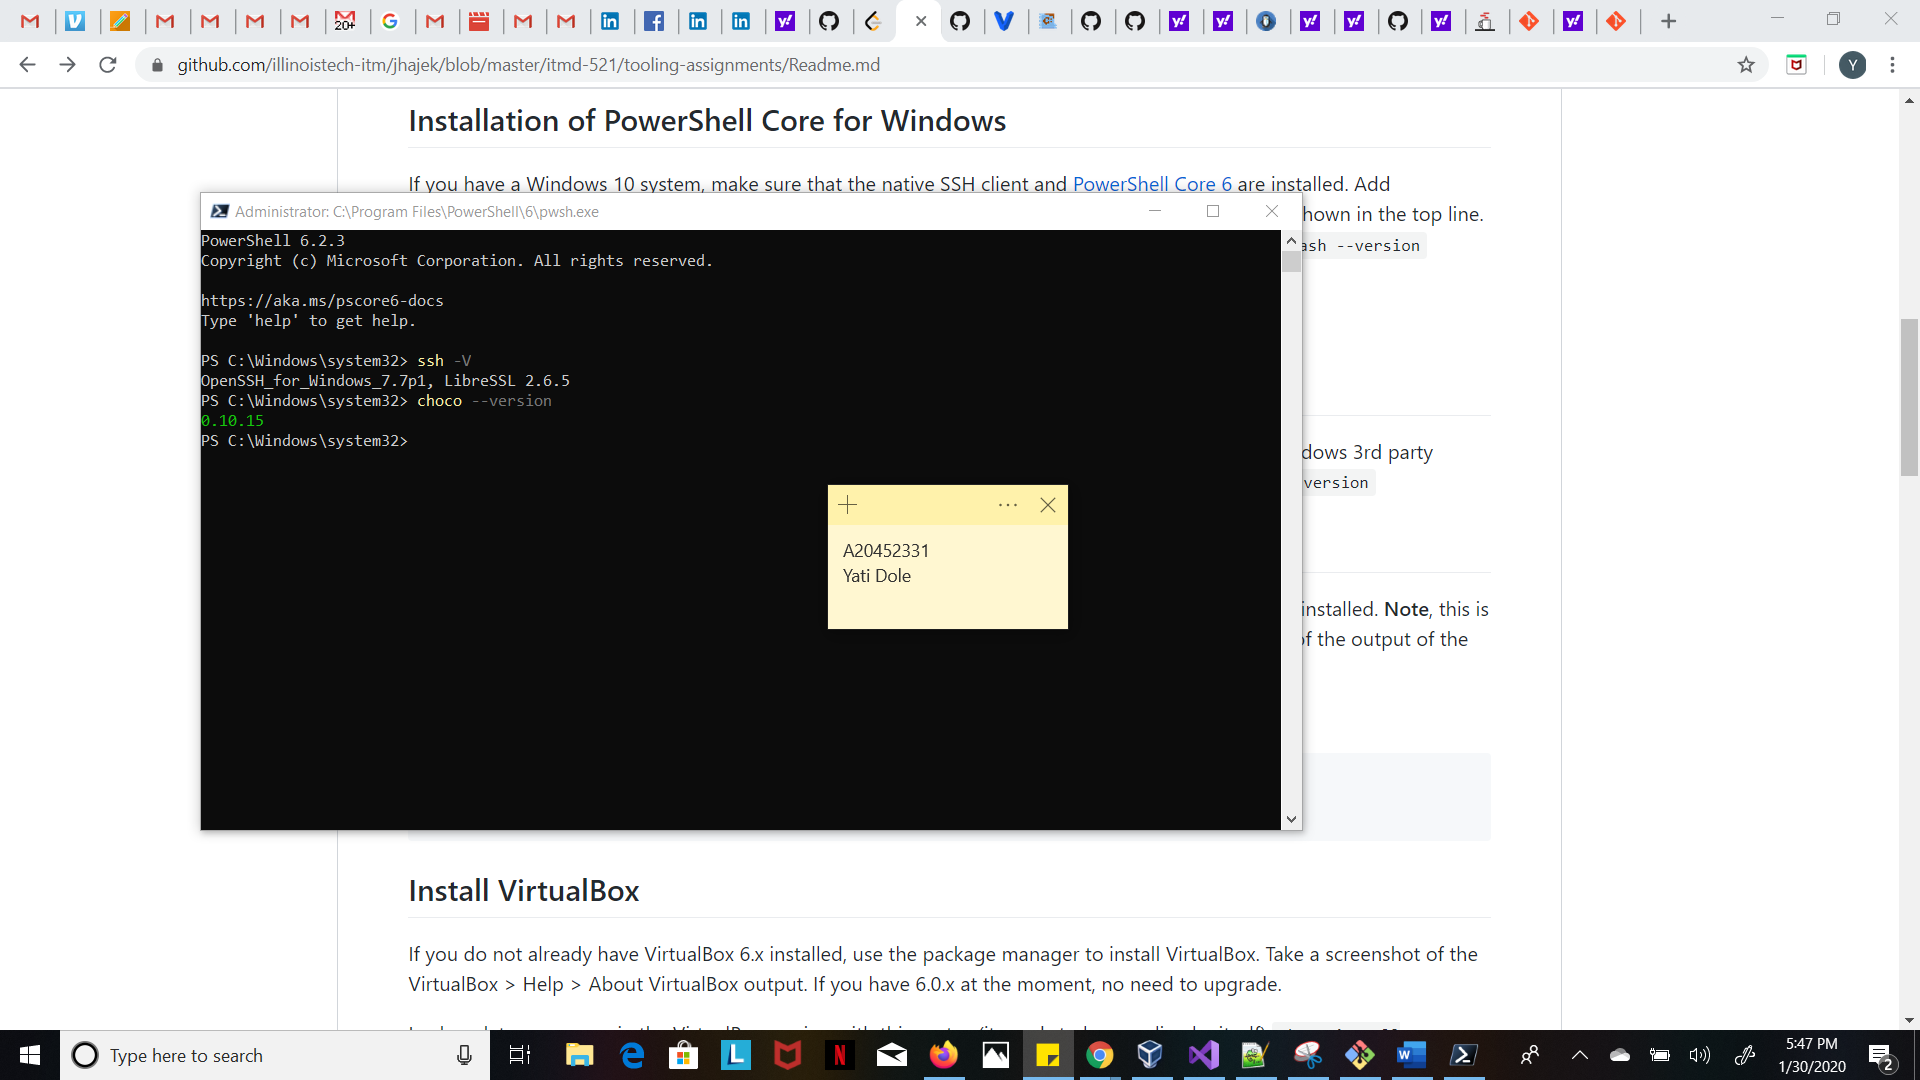 20+
github.com/illinoistech-itm/jhajek/blob/master/itmd-521/tooling-assignments/Readme.md
Y
Installation of PowerShell Core for Windows
If you have a Windows 10 system, make sure that the native SSH client and PowerShell Core 6 are installed. Add
Administrator: C:\Program Files\PowerShell\6\pwsh.exe
hown in the top line.
PowerShell 6.2.3
ash --version
Copyright (c) Microsoft Corporation. All rights reserved.
https://aka.ms/pscore6-docs
Type 'help' to get help.
PS C:\Windows\system32> ssh -V
OpenSSH_for_Windows_7.7p1, LibreSSL 2.6.5
PS C:\Windows\system32> choco --version
0.10.15
PS C:\Windows\system32>
dows 3rd party
version
A20452331
Yati Dole
installed. Note, this is
of the output of the
Install VirtualBox
If you do not already have VirtualBox 6.x installed, use the package manager to install VirtualBox. Take a screenshot of the
VirtualBox > Help > About VirtualBox output. If you have 6.0.x at the moment, no need to upgrade.
Type here to search
5:47 PM
1/30/2020
2